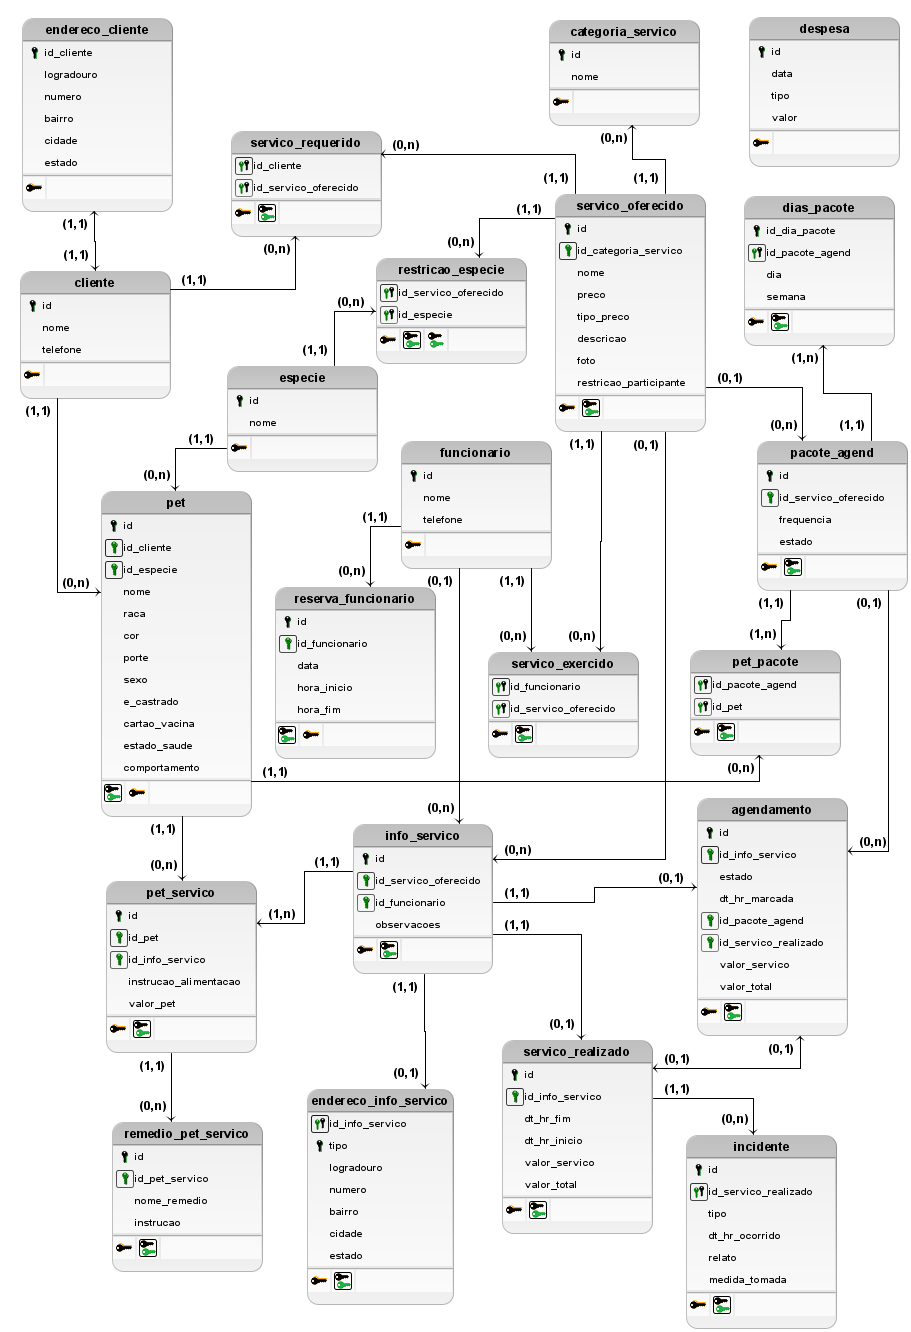 endereco_cliente
id_cliente
logradouro
numero
bairro
cidade
estado
(1,1)
(1,1)
cliente
id
nome
telefone
(1,1)
(1,1)
(0,n)
servico_requerido
id_cliente
id_servico_oferecido
(0,n)
(0,n)
categoria_servico
id
nome
(0,n)
(1,1)
(1,1)
despesa
id
data
tipo
valor
servico_oferecido
id
id_categoria_servico
nome
preco
tipo_preco
descricao
foto
restricao_participante
(1,1)
(0,n)
(0,1)
(0,n)
(1,1)
(0,1)
dias_pacote
id_dia_pacote
id_pacote_agend
dia
semana
(1,n)
(1,1)
restricao_especie
id_servico_oferecido
id_especie
(0,n)
(1,1)
especie
id
nome
(1,1)
(0,n)
pet
id
id_cliente
id_especie
nome
raca
cor
porte
sexo
e_castrado
cartao_vacina
estado_saude
comportamento
(1,1)
(1,1)
(0,n)
funcionario
id
nome
telefone
(1,1)
(0,n)
(0,1)
(1,1)
(0,n)
(0,n)
reserva_funcionario
id
id_funcionario
data
hora_inicio
hora_fim
servico_exercido
id_funcionario
id_servico_oferecido
pacote_agend
id
id_servico_oferecido
frequencia
estado
(1,1)
(0,1)
(1,n)
pet_pacote
id_pacote_agend
id_pet
(0,n)
agendamento
id
id_info_servico
estado
dt_hr_marcada
id_pacote_agend
id_servico_realizado
valor_servico
valor_total
(0,n)
(0,1)
(0,1)
(0,1)
info_servico
id
id_servico_oferecido
id_funcionario
observacoes
(0,n)
(0,n)
(1,1)
(1,n)
(1,1)
(1,1)
(1,1)
(0,1)
(0,1)
pet_servico
id
id_pet
id_info_servico
instrucao_alimentacao
valor_pet
(1,1)
(0,n)
remedio_pet_servico
id
id_pet_servico
nome_remedio
instrucao
endereco_info_servico
id_info_servico
tipo
logradouro
numero
bairro
cidade
estado
servico_realizado
id
id_info_servico
dt_hr_fim
dt_hr_inicio
valor_servico
valor_total
(1,1)
(0,n)
incidente
id
id_servico_realizado
tipo
dt_hr_ocorrido
relato
medida_tomada